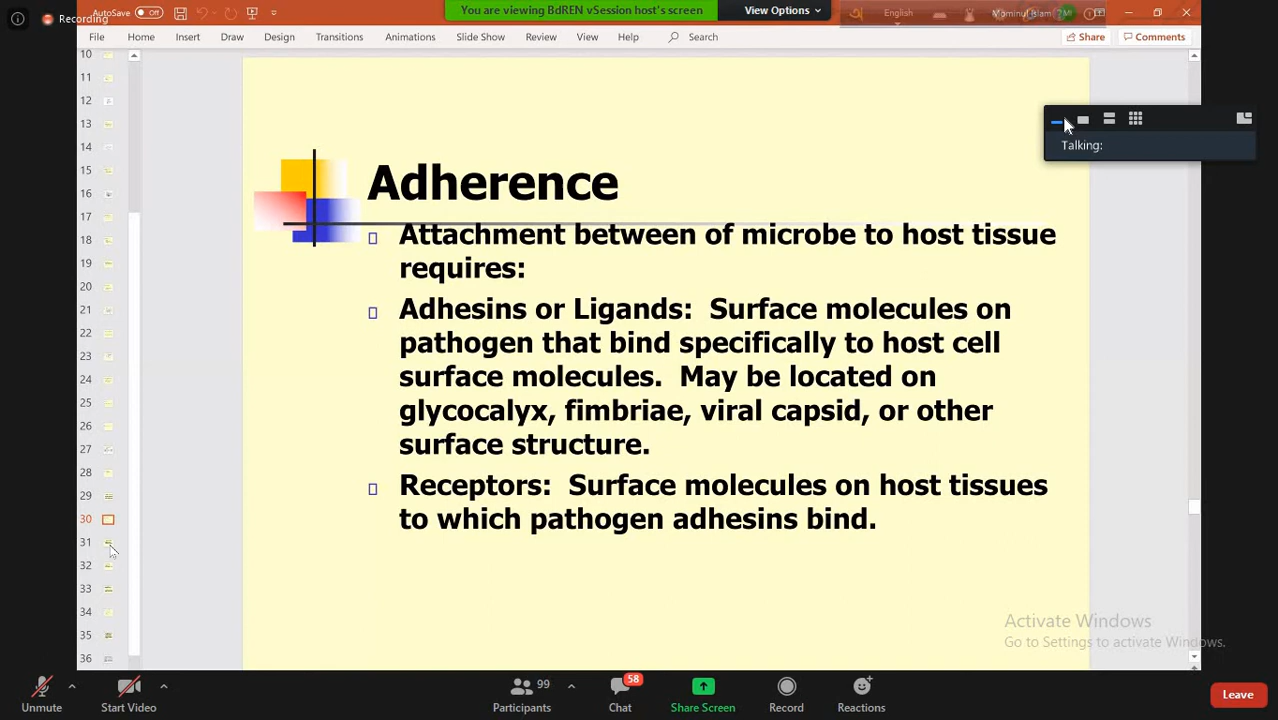 Recording
AutoSave Off
You are viewing BdREN vSession host's screen
View Options
English
Mominul Islam
File Home Insert Draw Design Transitions Animations Review Slide Show View Help Search Share Comments
10
11
12
13
14
15
16
17
18
19
20
21
22
23
24
25
26
27
28
29
30
31
32
33
34
35
36
Talking:
Adherence
Attachment between of microbe to host tissue
requires:
Adhesins or Ligands: Surface molecules on
pathogen that bind specifically to host cell
surface molecules. May be located on
glycocalyx, fimbriae, viral capsid, or other
surface structure.
Receptors: Surface molecules on host tissues
to which pathogen adhesins bind.
Activate Windows
Go to Settings to activate Windows.
Unmute
Start Video
99
Participants
58
Chat
Share Screen
Record
Reactions
Leave